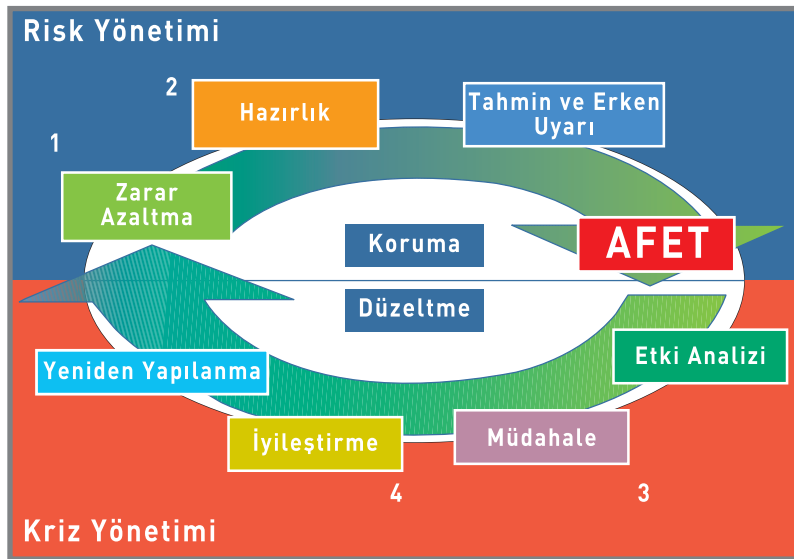 Risk Yönetimi
2
Hazırlık
Tahmin ve Erken
Uyarı
1
Zarar
Azaltma
Koruma
AFET
Düzeltme
Etki Analizi
Yeniden Yapılanma
İyileştirme
Müdahale
4
3
Kriz Yönetimi